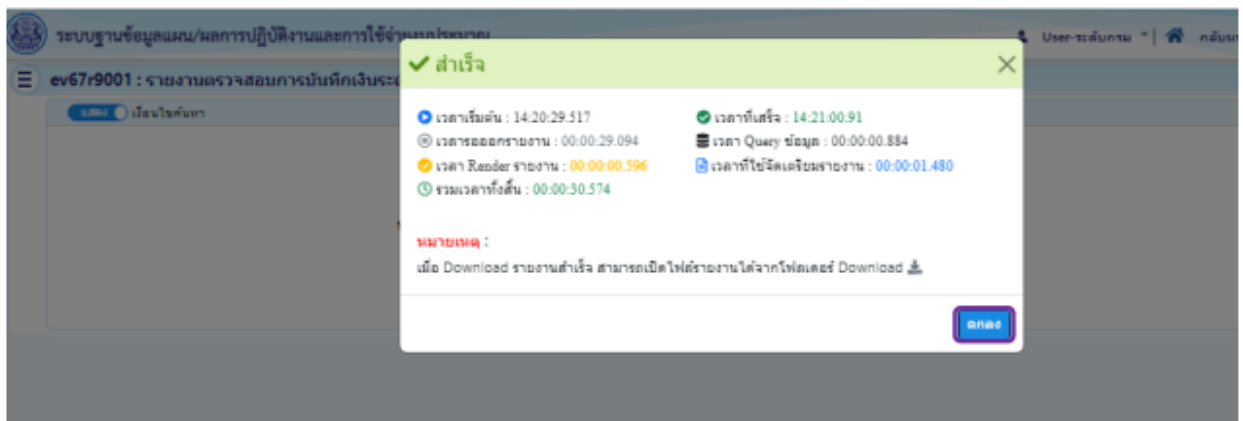 ระบบฐานข้อมูลแผน/ผลการปฏิบัติงานและการใช้จ่ายงบประมาณ
User-ระดับกรม
ev67r9001 : รายงานตรวจสอบการบันทึกเงินระ
แสดง เงื่อนไขค้นหา
สำเร็จ
เวลาเริ่มต้น : 14:20:29.517 เวลาที่เสร็จ : 14:21:00.91
เวลารอออกรายงาน : 00:00:29.094 เวลา Query ข้อมูล : 00:00:00.884
เวลา Render รายงาน : 00:00:00.596 เวลาที่ใช้จัดเตรียมรายงาน : 00:00:01.480
รวมเวลาทั้งสิ้น : 00:00:30.574
หมายเหตุ :
เมื่อ Download รายงานสำเร็จ สามารถเปิดไฟล์รายงานได้จากโฟลเดอร์ Download
ตกลง